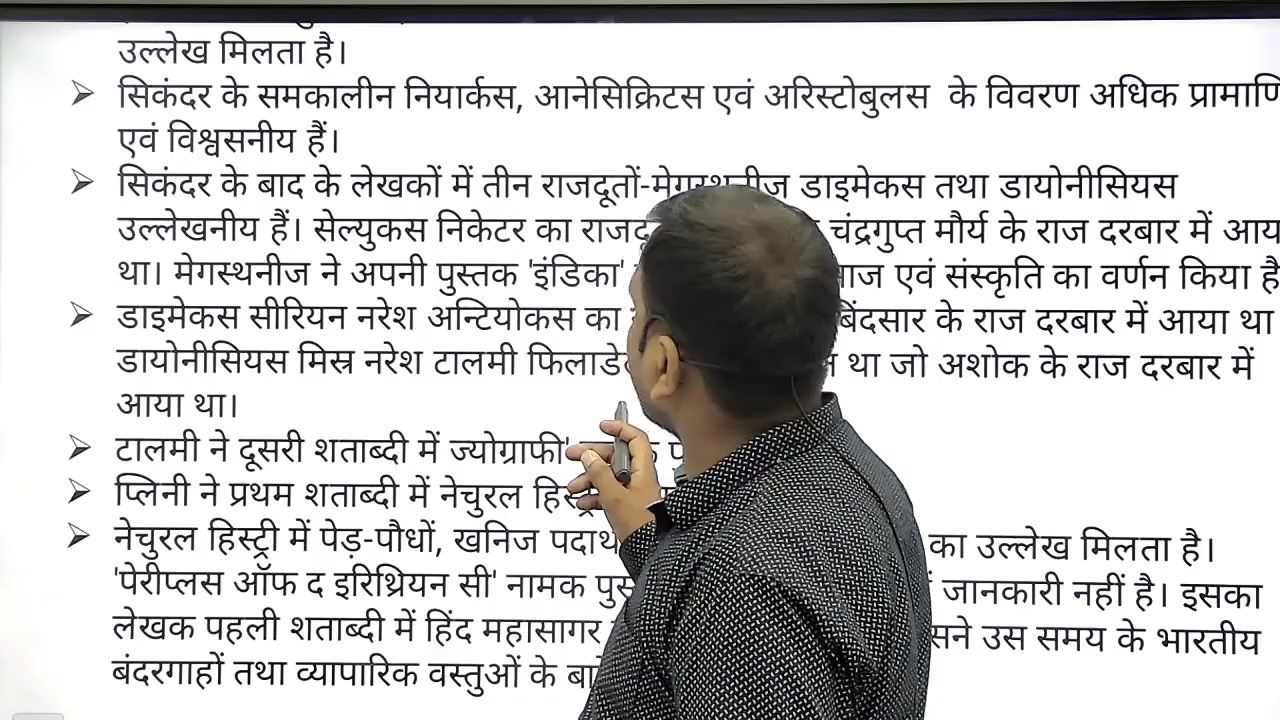 उल्लेख मिलता है।
➢ सिकंदर के समकालीन नियार्कस, आनेसिक्रिटस एवं अरिस्टोबुलस के विवरण अधिक
एवं विश्वसनीय हैं।
➢ सिकंदर के बाद के लेखकों में तीन राजदूतों-मेगस्थनीज डाइमेकस तथा डायोनीसियस
उल्लेखनीय हैं। सेल्युकस निकेटर का चंद्रगुप्त मौर्य के राज दरबार में
था। मेगस्थनीज ने अपनी पुस्तक 'इंडिका' एवं संस्कृति का वर्णन किया है
➢ डाइमेकस सीरियन नरेश अन्टियोकस का बिंदसार के राज दरबार में आया था
डायोनीसियस मिस्र नरेश टालमी था जो अशोक के राज दरबार में
आया था।
➢ टालमी ने दूसरी शताब्दी में ज्योग्राफी'
➢ प्लिनी ने प्रथम शताब्दी में नेचुरल
➢ नेचुरल हिस्ट्री में पेड़-पौधों, खनिज का उल्लेख मिलता है।
'पेरीप्लस ऑफ द इरिथ्रियन सी' नामक जानकारी नहीं है। इसका
लेखक पहली शताब्दी में हिंद महासागर उस समय के भारतीय
बंदरगाहों तथा व्यापारिक वस्तुओं के